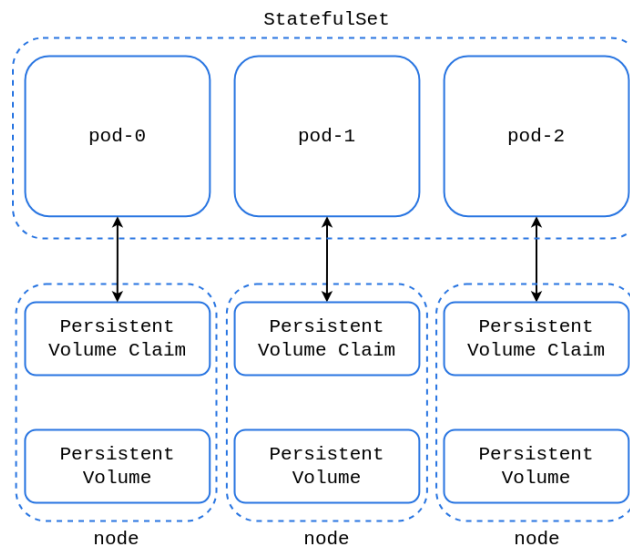 StatefulSet
pod-0
pod-1
pod-2
Persistent
Volume Claim
Persistent
Volume Claim
Persistent
Volume Claim
Persistent
Volume
Persistent
Volume
Persistent
Volume
node
node
node